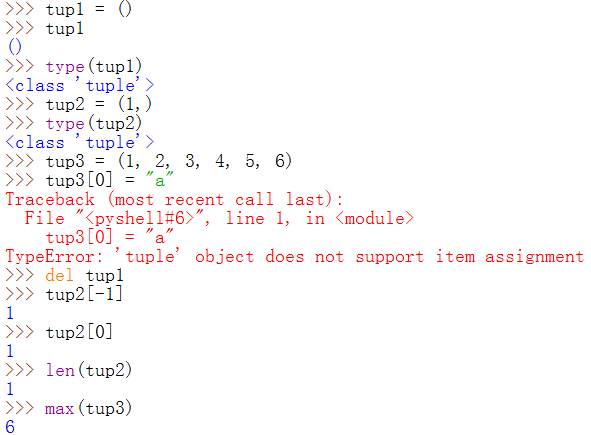 >>> tup1 = ()
>>> tup1
()
>>> type(tup1)
<class 'tuple'>
>>> tup2 = (1,)
>>> type(tup2)
<class 'tuple'>
>>> tup3 = (1, 2, 3, 4, 5, 6)
>>> tup3[0] = "a"
Traceback (most recent call last):
  File "<pyshell#6>", line 1, in <module>
    tup3[0] = "a"
TypeError: 'tuple' object does not support item assignment
>>> del tup1
>>> tup2[-1]
1
>>> tup2[0]
1
>>> len(tup2)
1
>>> max(tup3)
6